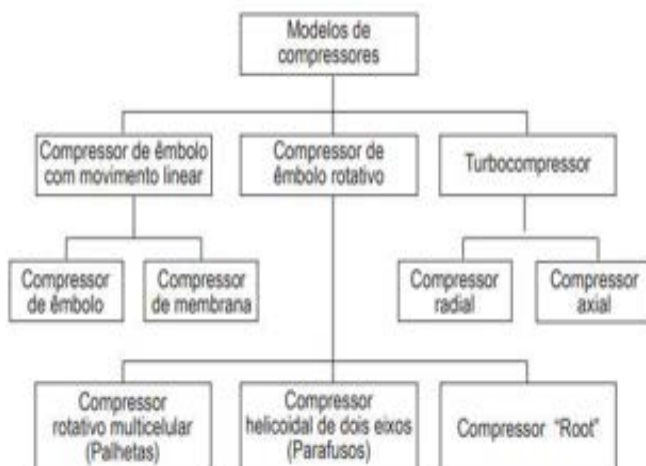 Modelos de
compressores
Compressor de êmbolo
com movimento linear
Compressor de
êmbolo rotativo
Turbocompressor
Compressor
de êmbolo
Compressor
de membrana
Compressor
radial
Compressor
axial
Compressor
rotativo multicelular
(Palhetas)
Compressor
helicoidal de dois eixos
(Parafusos)
Compressor "Root"